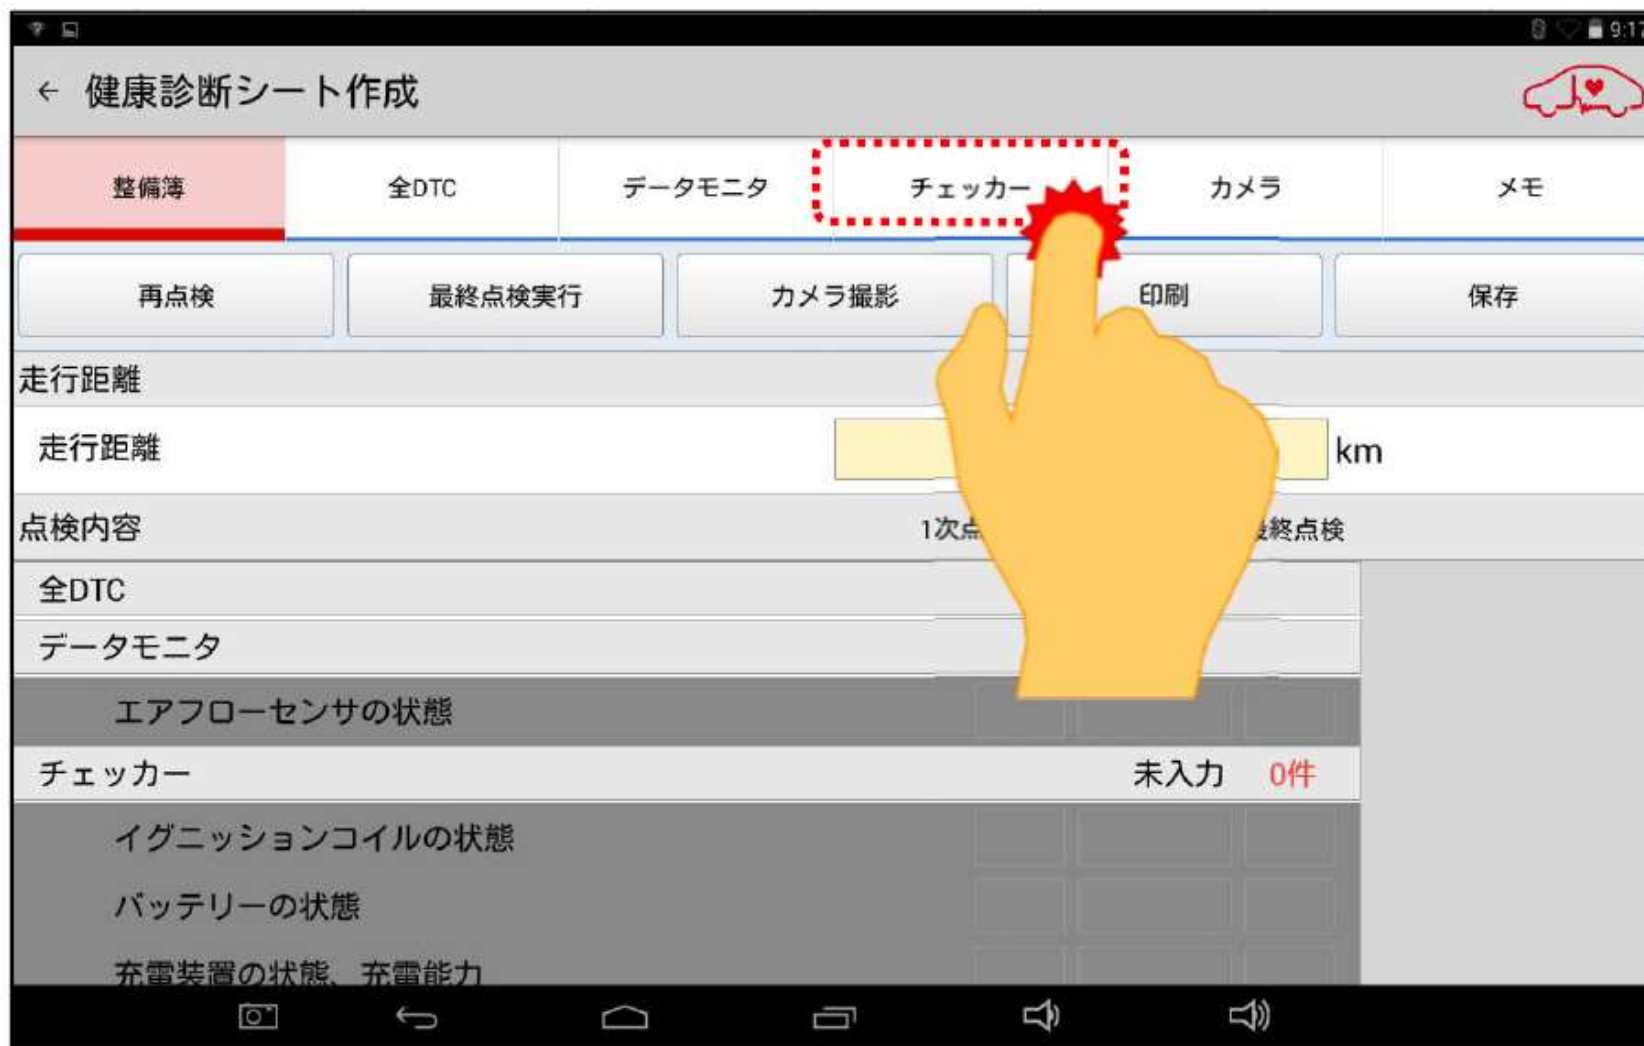 9:17
← 健康診断シート作成
整備簿 全DTC データモニタ チェッカー カメラ メモ
再点検 最終点検実行 カメラ撮影 印刷 保存
走行距離
走行距離 km
点検内容 1次点 終点検
全DTC
データモニタ
エアフローセンサの状態
チェッカー 未入力 0件
イグニッションコイルの状態
バッテリーの状態
充電装置の状態、充電能力